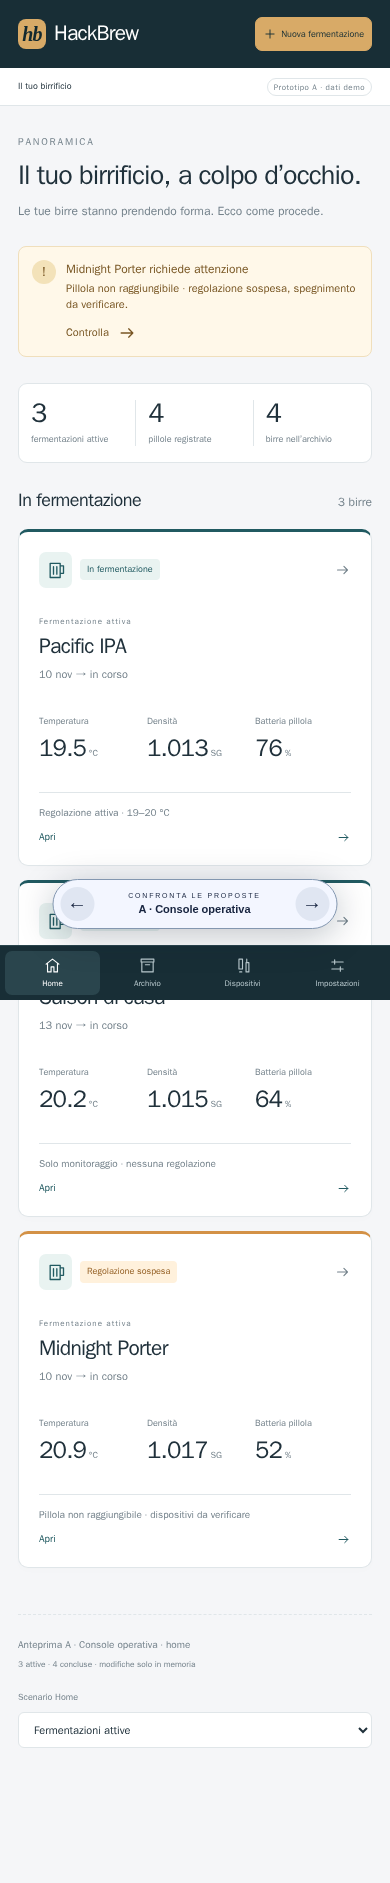 hb HackBrew
+ Nuova fermentazione
Il tuo birrificio
Prototipo A · dati demo
PANORAMICA
Il tuo birrificio, a colpo d’occhio.
Le tue birre stanno prendendo forma. Ecco come procede.
!
Midnight Porter richiede attenzione
Pillola non raggiungibile · regolazione sospesa, spegnimento
da verificare.
Controlla →
3
fermentazioni attive
4
pillole registrate
4
birre nell’archivio
In fermentazione
3 birre
In fermentazione
→
Fermentazione attiva
Pacific IPA
10 nov → in corso
Temperatura
19.5 °C
Densità
1.013 SG
Batteria pillola
76 %
Regolazione attiva · 19–20 °C
Apri →
→
CONFRONTA LE PROPOSTE
← A · Console operativa →
Home
Archivio
Dispositivi
Impostazioni
Saison di casa
13 nov → in corso
Temperatura
20.2 °C
Densità
1.015 SG
Batteria pillola
64 %
Solo monitoraggio · nessuna regolazione
Apri →
Regolazione sospesa
→
Fermentazione attiva
Midnight Porter
10 nov → in corso
Temperatura
20.9 °C
Densità
1.017 SG
Batteria pillola
52 %
Pillola non raggiungibile · dispositivi da verificare
Apri →
Anteprima A · Console operativa · home
3 attive · 4 concluse · modifiche solo in memoria
Scenario Home
Fermentazioni attive